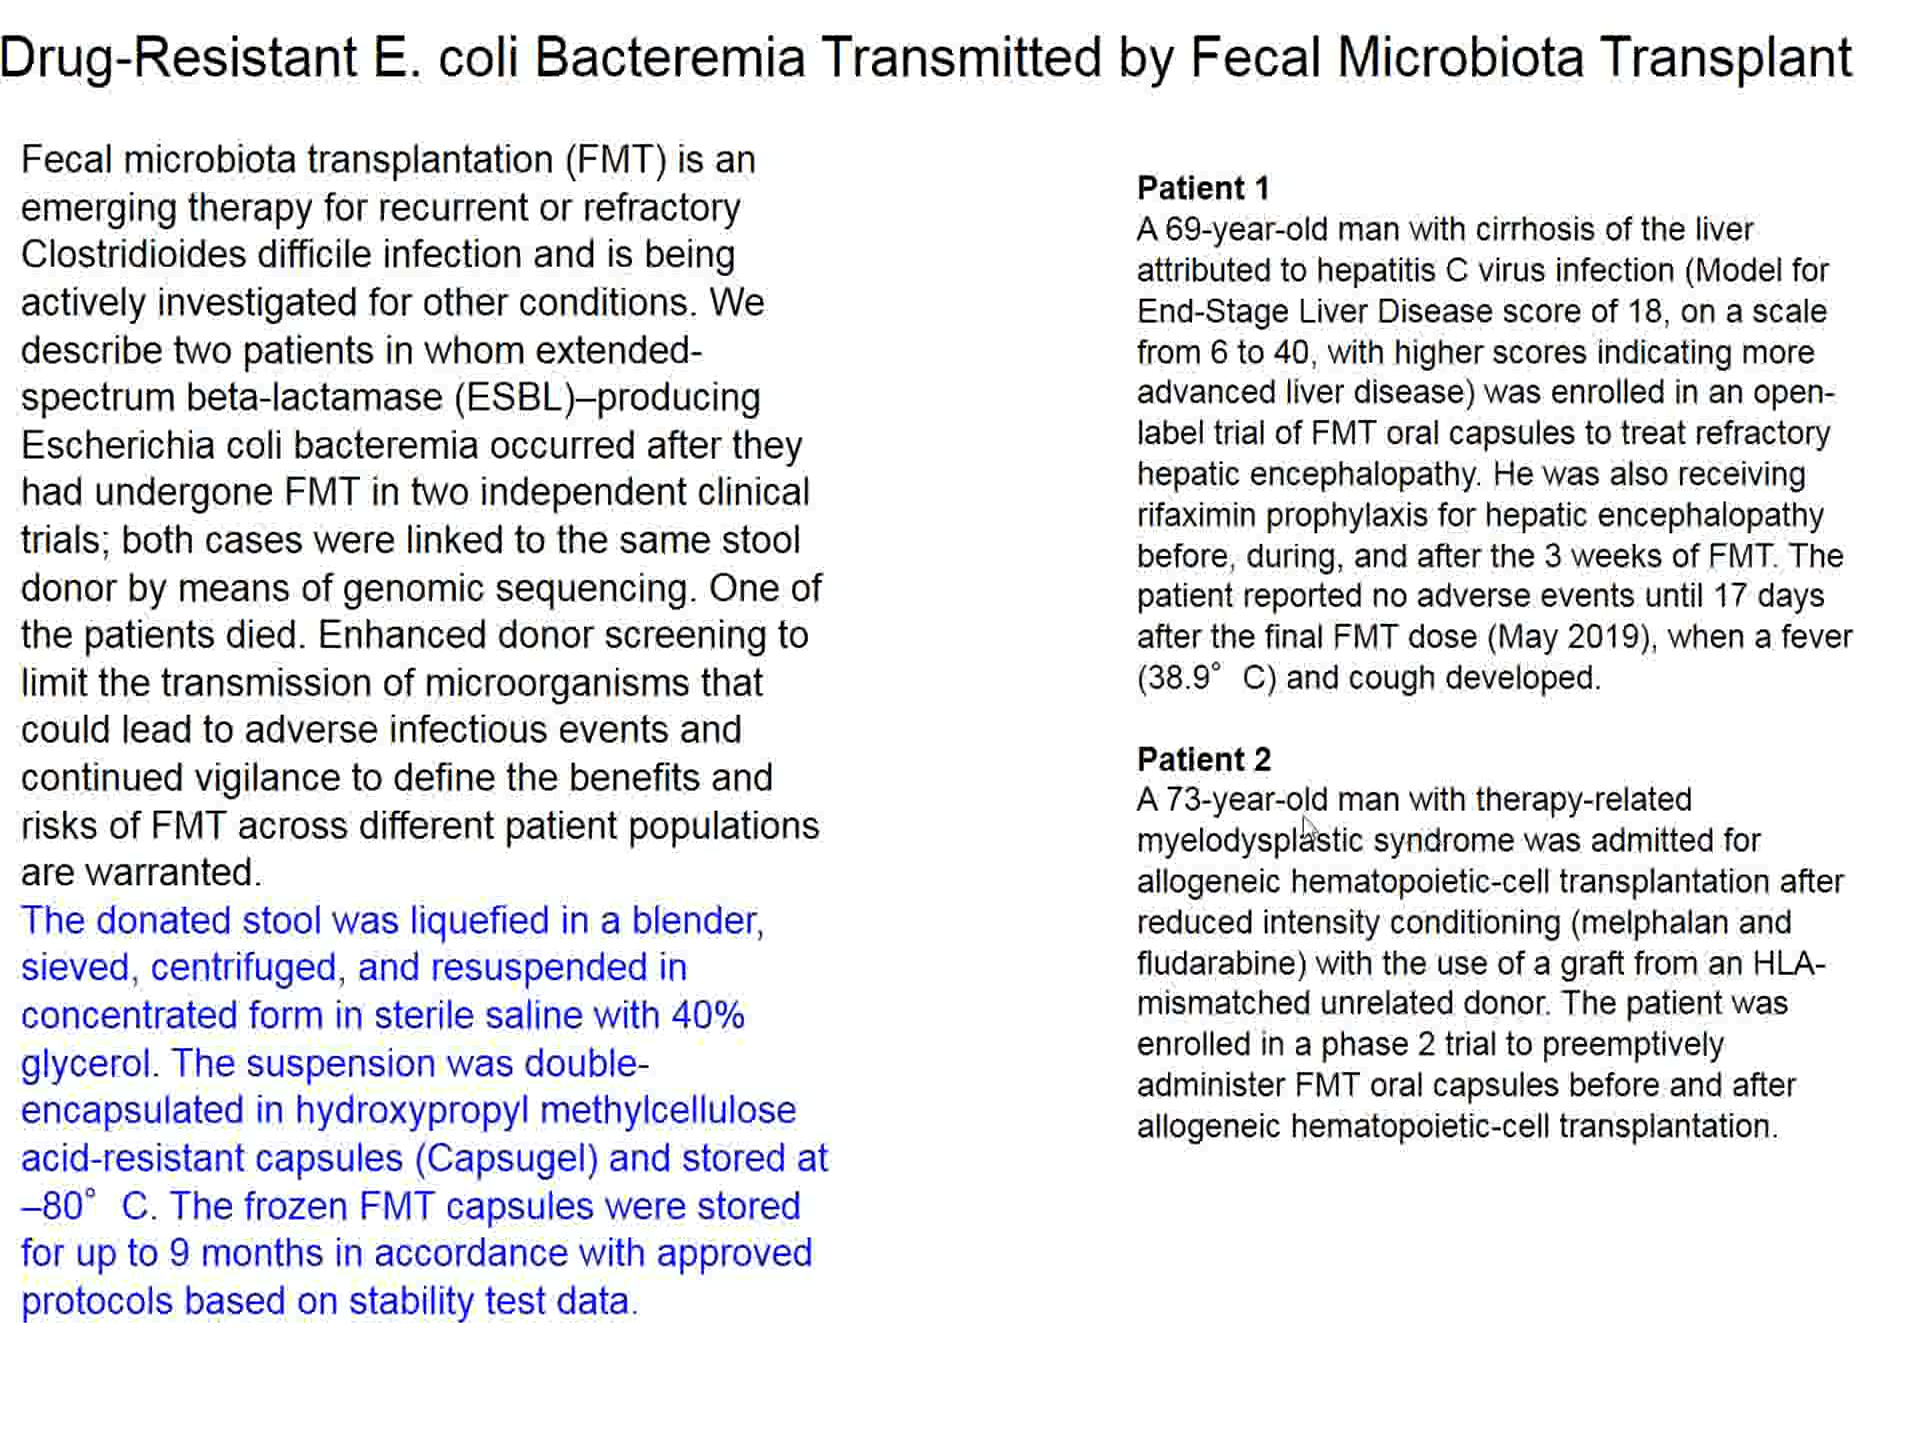 Drug-Resistant E. coli Bacteremia Transmitted by Fecal Microbiota Transplant
Fecal microbiota transplantation (FMT) is an
emerging therapy for recurrent or refractory
Clostridioides difficile infection and is being
actively investigated for other conditions. We
describe two patients in whom extended-
spectrum beta-lactamase (ESBL)–producing
Escherichia coli bacteremia occurred after they
had undergone FMT in two independent clinical
trials; both cases were linked to the same stool
donor by means of genomic sequencing. One of
the patients died. Enhanced donor screening to
limit the transmission of microorganisms that
could lead to adverse infectious events and
continued vigilance to define the benefits and
risks of FMT across different patient populations
are warranted.
The donated stool was liquefied in a blender,
sieved, centrifuged, and resuspended in
concentrated form in sterile saline with 40%
glycerol. The suspension was double-
encapsulated in hydroxypropyl methylcellulose
acid-resistant capsules (Capsugel) and stored at
–80° C. The frozen FMT capsules were stored
for up to 9 months in accordance with approved
protocols based on stability test data.
Patient 1
A 69-year-old man with cirrhosis of the liver
attributed to hepatitis C virus infection (Model for
End-Stage Liver Disease score of 18, on a scale
from 6 to 40, with higher scores indicating more
advanced liver disease) was enrolled in an open-
label trial of FMT oral capsules to treat refractory
hepatic encephalopathy. He was also receiving
rifaximin prophylaxis for hepatic encephalopathy
before, during, and after the 3 weeks of FMT. The
patient reported no adverse events until 17 days
after the final FMT dose (May 2019), when a fever
(38.9° C) and cough developed.
Patient 2
A 73-year-old man with therapy-related
myelodysplastic syndrome was admitted for
allogeneic hematopoietic-cell transplantation after
reduced intensity conditioning (melphalan and
fludarabine) with the use of a graft from an HLA-
mismatched unrelated donor. The patient was
enrolled in a phase 2 trial to preemptively
administer FMT oral capsules before and after
allogeneic hematopoietic-cell transplantation.